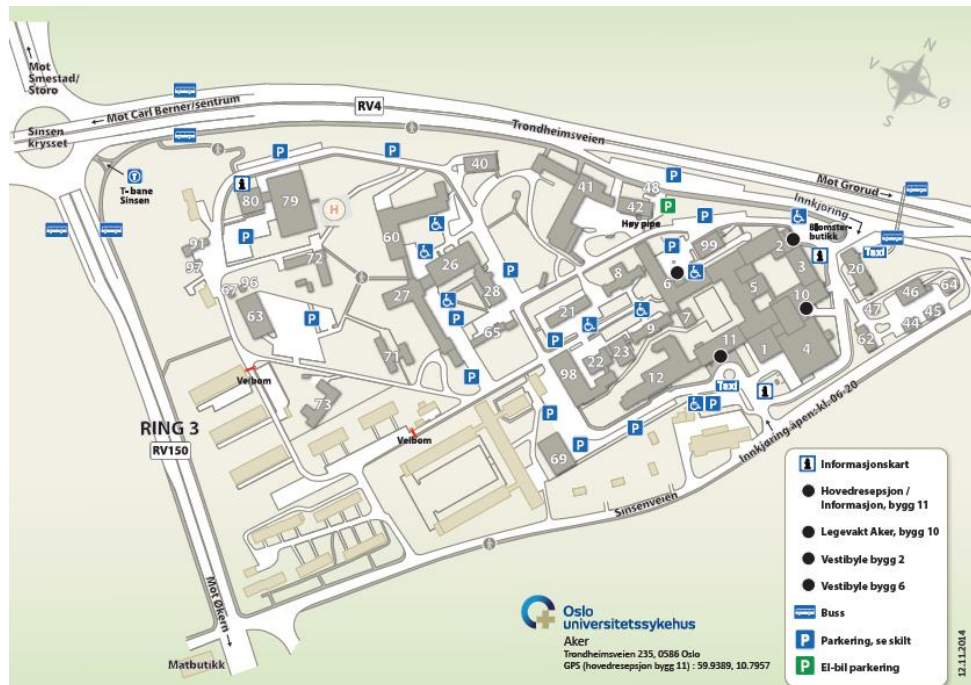 Mot
Smestad/
Storo
Mot Carl Berner/sentrum
RV4
Sinsen
krysset
Trondheimsveien
N
V
Ø
S
T-bane
Sinsen
Mot Grorud
Innkjøring
P
P
P
40
41
48
42
P
Høy pipe
P
Blomster-
butikk
Taxi
i
80
79
H
60
91
P
P
99
2
i
3
97
72
26
8
6
5
20
96
67
27
28
P
10
46
64
63
P
P
21
7
47
45
44
65
9
62
71
P
22
23
11
1
4
98
12
Taxi
i
Veibom
73
P
P
P
P
Innkjøring åpen: kl. 06-20
RING 3
RV150
Veibom
69
P
P
Sinsenveien
Mot Økern
Matbutikk
i Informasjonskart
Hovedresepsjon /
Informasjon, bygg 11
Legevakt Aker, bygg 10
Vestibyle bygg 2
Vestibyle bygg 6
Buss
P Parkering, se skilt
P El-bil parkering
Oslo
universitetssykehus
Aker
Trondheimsveien 235, 0586 Oslo
GPS (hovedresepsjon bygg 11) : 59.9389, 10.7957
12.11.2014